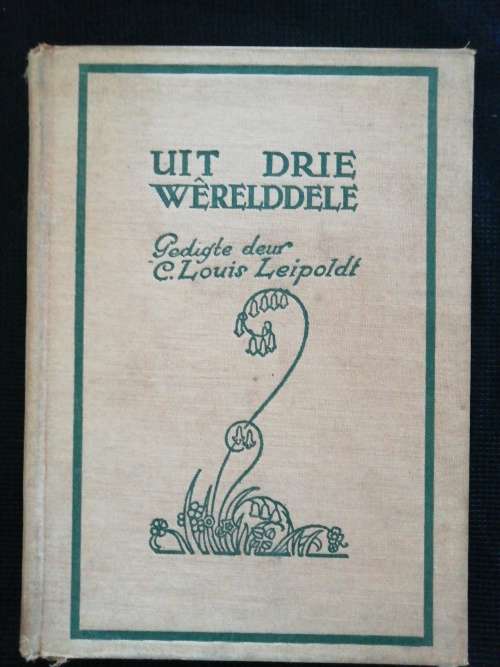 UIT DRIE
WÊRELDDELE
Gedigte deur
C. Louis Leipoldt